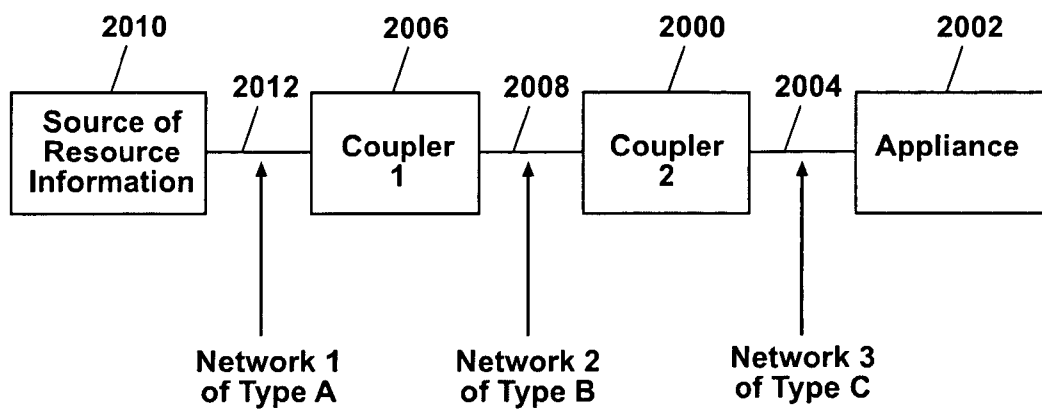 2010
2006
2000
2002
2012
2008
2004
Source of
Resource
Information
Coupler
1
Coupler
2
Appliance
Network 1
of Type A
Network 2
of Type B
Network 3
of Type C